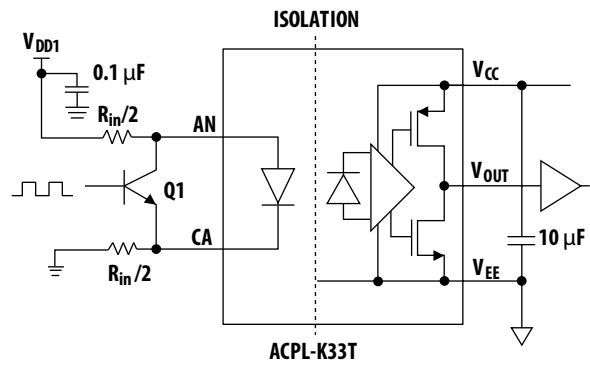 ISOLATION
VDD1
0.1 μF
Rin/2
AN
VCC
Q1
VOUT
CA
10 μF
Rin/2
VEE
ACPL-K33T